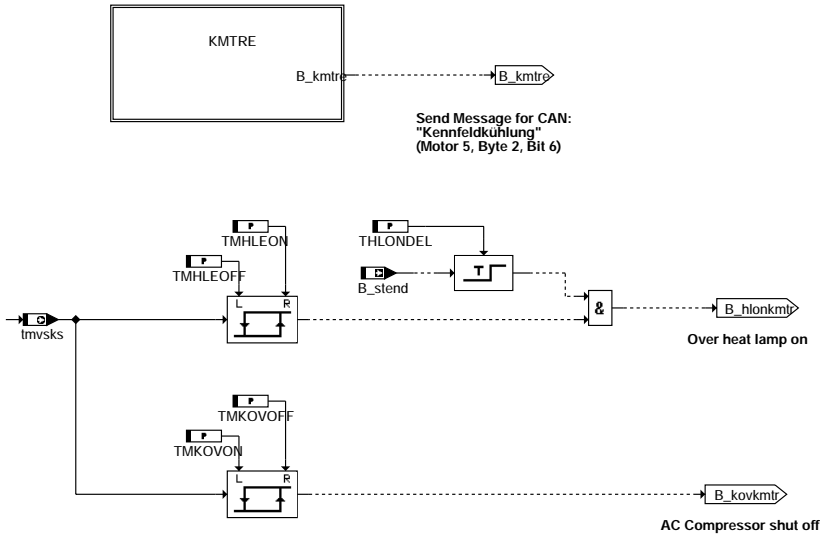 KMTRE
B_kmtre
B_kmtre
Send Message for CAN:
"Kennfeldkühlung"
(Motor 5, Byte 2, Bit 6)
P
TMHLEON
P
THLONDEL
P
TMHLEOFF
B_stend
T
L R
&
B_hlonkmtr
tmvsks
Over heat lamp on
P
TMKOVOFF
P
TMKOVON
L R
B_kovkmtr
AC Compressor shut off